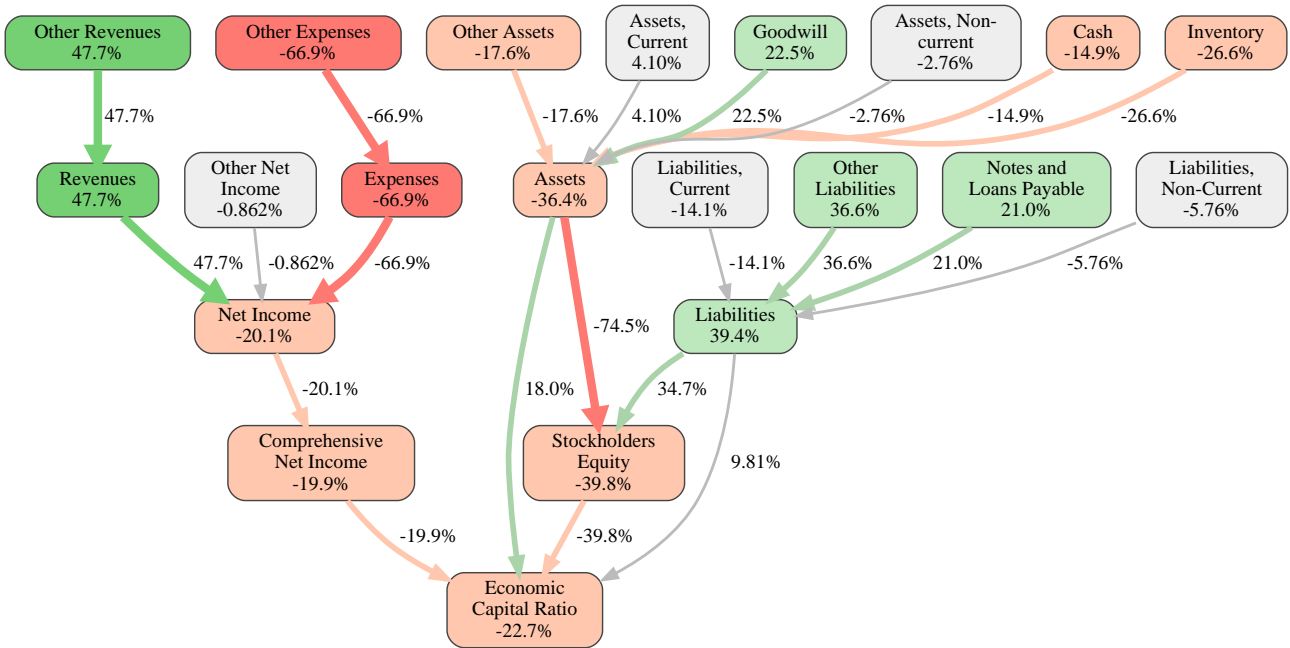 Other Revenues
47.7%
Other Expenses
-66.9%
Other Assets
-17.6%
Assets,
Current
4.10%
Goodwill
22.5%
Assets, Non-
current
-2.76%
Cash
-14.9%
Inventory
-26.6%
47.7%
-66.9%
-17.6%
4.10%
22.5%
-2.76%
-14.9%
-26.6%
Revenues
47.7%
Other Net
Income
-0.862%
Expenses
-66.9%
Assets
-36.4%
Liabilities,
Current
-14.1%
Other
Liabilities
36.6%
Notes and
Loans Payable
21.0%
Liabilities,
Non-Current
-5.76%
47.7%
-0.862%
-66.9%
-14.1%
36.6%
21.0%
-5.76%
Net Income
-20.1%
-74.5%
Liabilities
39.4%
-20.1%
18.0%
34.7%
Comprehensive
Net Income
-19.9%
Stockholders
Equity
-39.8%
9.81%
-19.9%
-39.8%
Economic
Capital Ratio
-22.7%